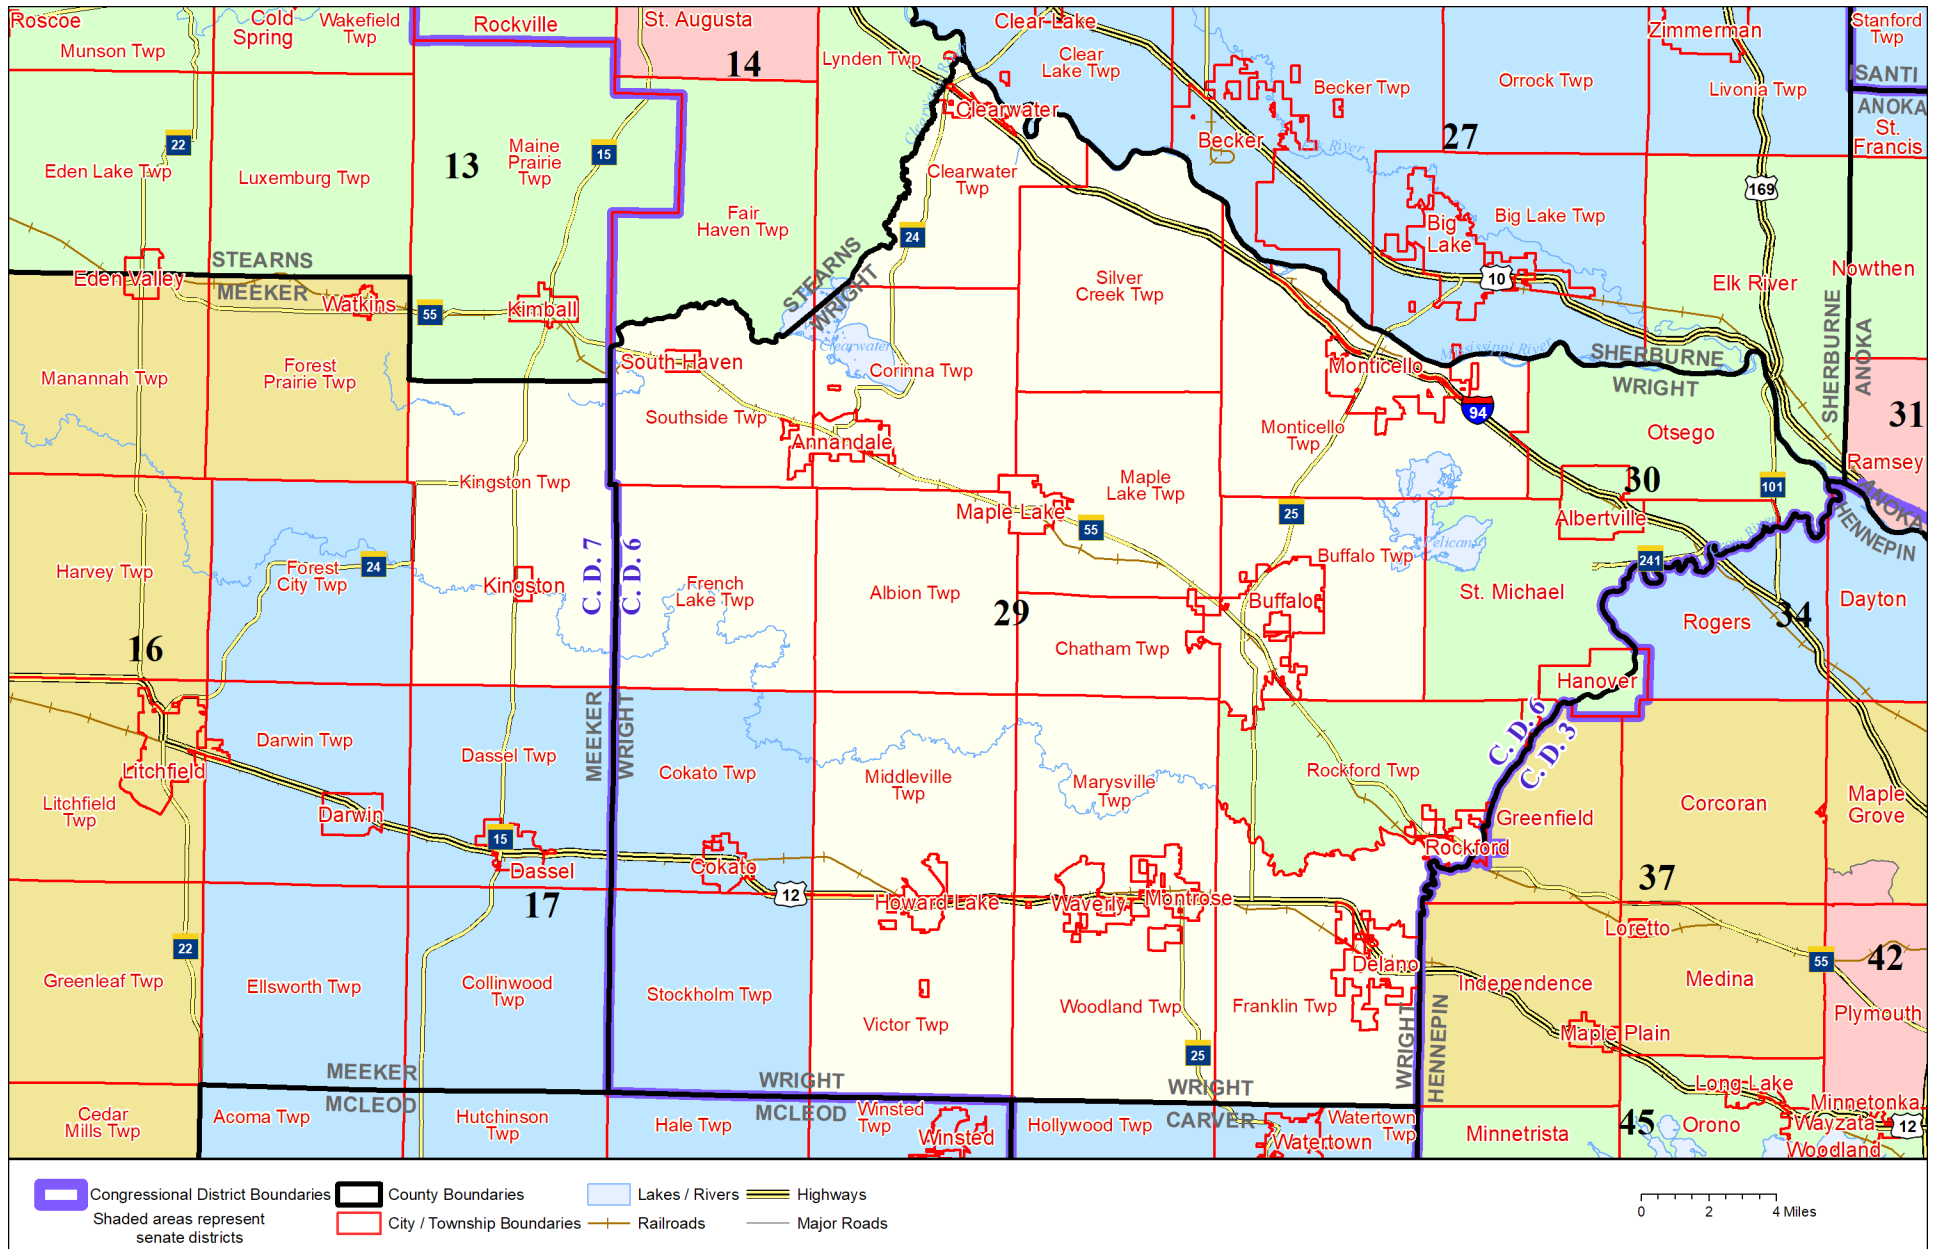 Roscoe
Munson Twp
Cold
Spring
Wakefield
Twp
Rockville
St. Augusta
14
Lynden Twp
Clear Lake
Clear
Lake Twp
Becker Twp
Orrock Twp
Zimmerman
Livonia Twp
Stanford
Twp
ISANTI
ANOKA
St.
Francis
22
Eden Lake Twp
Luxemburg Twp
13
Maine
Prairie
Twp
15
Fair
Haven Twp
Clearwater
Clearwater
Twp
24
Becker
Elk River
27
169
Big
Lake
Big Lake Twp
10
Elk River
Nowthen
STEARNS
MEEKER
Eden Valley
Watkins
55
Kimball
STEARNS
WRIGHT
Silver
Creek Twp
SHERBURNE
ANOKA
Manannah Twp
Forest
Prairie Twp
South Haven
Southside Twp
Clearwater
Corinna Twp
Annandale
Monticello
Mississippi River
SHERBURNE
WRIGHT
94
Monticello
Twp
Otsego
31
Ramsey
30
101
ANOKA
HENNEPIN
Kingston Twp
Maple
Lake Twp
Maple Lake
55
25
Albertville
Harvey Twp
Forest
City Twp
24
Kingston
C. D. 7
C. D. 6
French
Lake Twp
Albion Twp
29
Buffalo Twp
Pelican
241
St. Michael
Buffalo
Chatham Twp
Rogers
34
Dayton
16
Hanover
Litchfield
Litchfield
Twp
Darwin Twp
Darwin
Dassel Twp
15
Dassel
17
MEEKER
WRIGHT
Cokato Twp
Cokato
12
Middleville
Twp
Marysville
Twp
Rockford Twp
C. D. 6
C. D. 3
Greenfield
Rockford
Corcoran
Maple
Grove
37
Howard Lake
Waverly
Montrose
Delano
Loretto
55
42
22
Greenleaf Twp
Ellsworth Twp
Collinwood
Twp
Stockholm Twp
Victor Twp
Woodland Twp
Franklin Twp
25
WRIGHT
HENNEPIN
Independence
Medina
Plymouth
Maple Plain
MEEKER
MCLEOD
WRIGHT
MCLEOD
WRIGHT
CARVER
Long Lake
Cedar
Mills Twp
Acoma Twp
Hutchinson
Twp
Hale Twp
Winsted
Twp
Winsted
Hollywood Twp
Watertown
Watertown
Twp
Minnetrista
45
Orono
Minnetonka
Wayzata
12
Woodland
Congressional District Boundaries
Shaded areas represent
senate districts
County Boundaries
City / Township Boundaries
Lakes / Rivers
Railroads
Highways
Major Roads
0 2 4 Miles